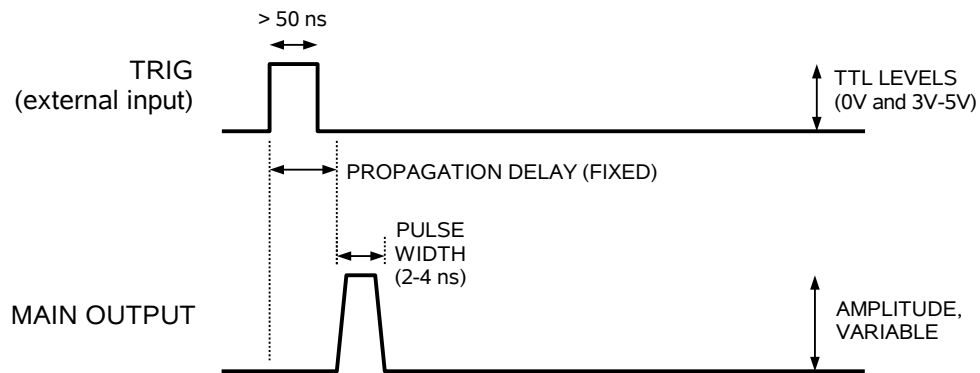 > 50 ns
TRIG
(external input)
TTL LEVELS
(0V and 3V-5V)
PROPAGATION DELAY (FIXED)
PULSE
WIDTH
(2-4 ns)
MAIN OUTPUT
AMPLITUDE,
VARIABLE